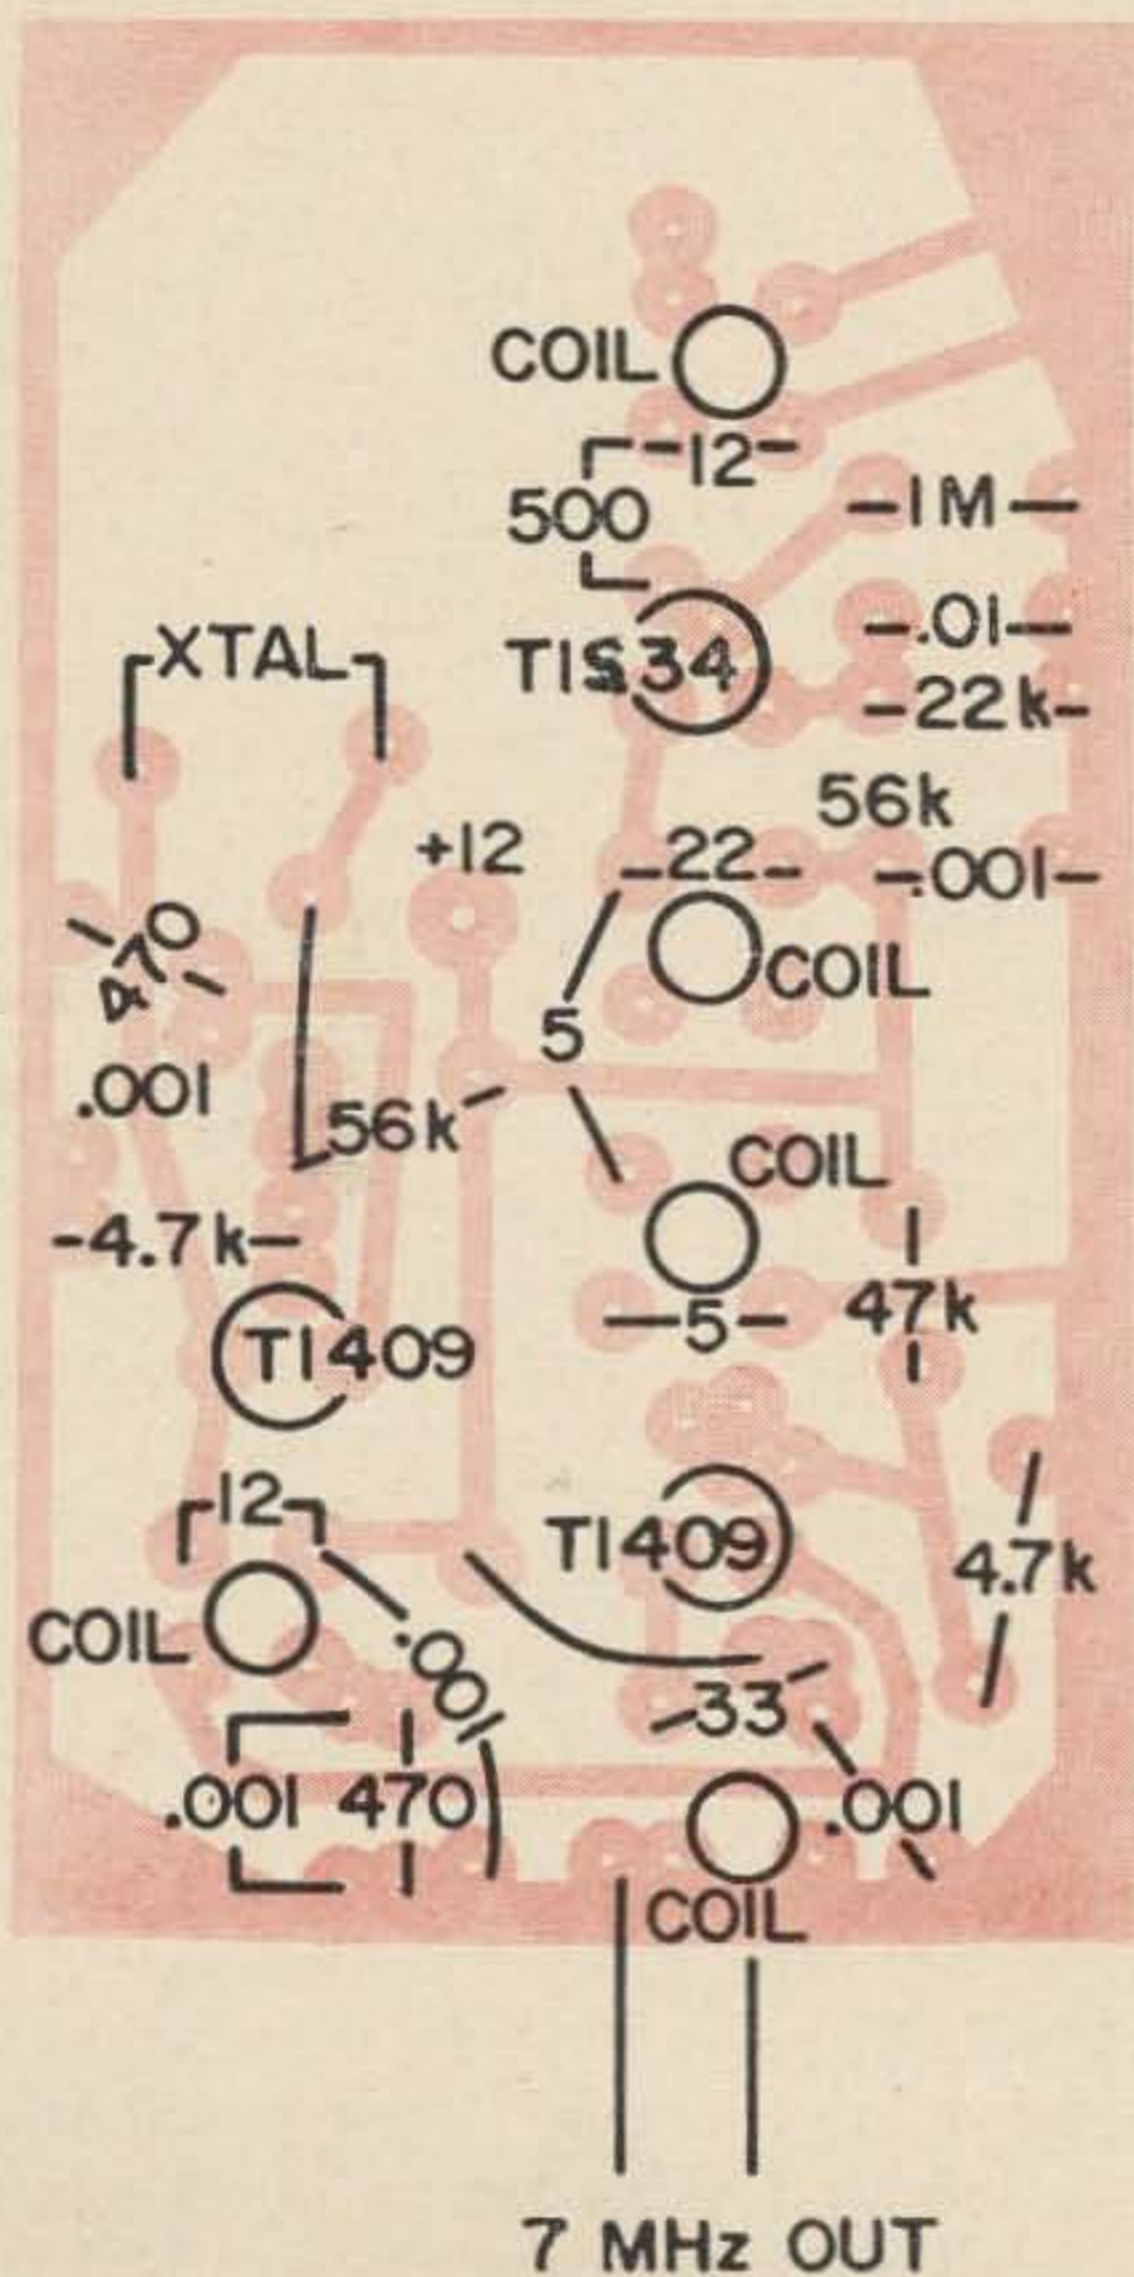 COIL
12
500
1M
.01
TIS34
22k
XTAL
56k
+12
22
.001
470
COIL
5
.001
56k
COIL
4.7k
5
47k
TI409
12
TI409
4.7k
COIL
.001
33
.001
470
.001
COIL
7 MHz OUT